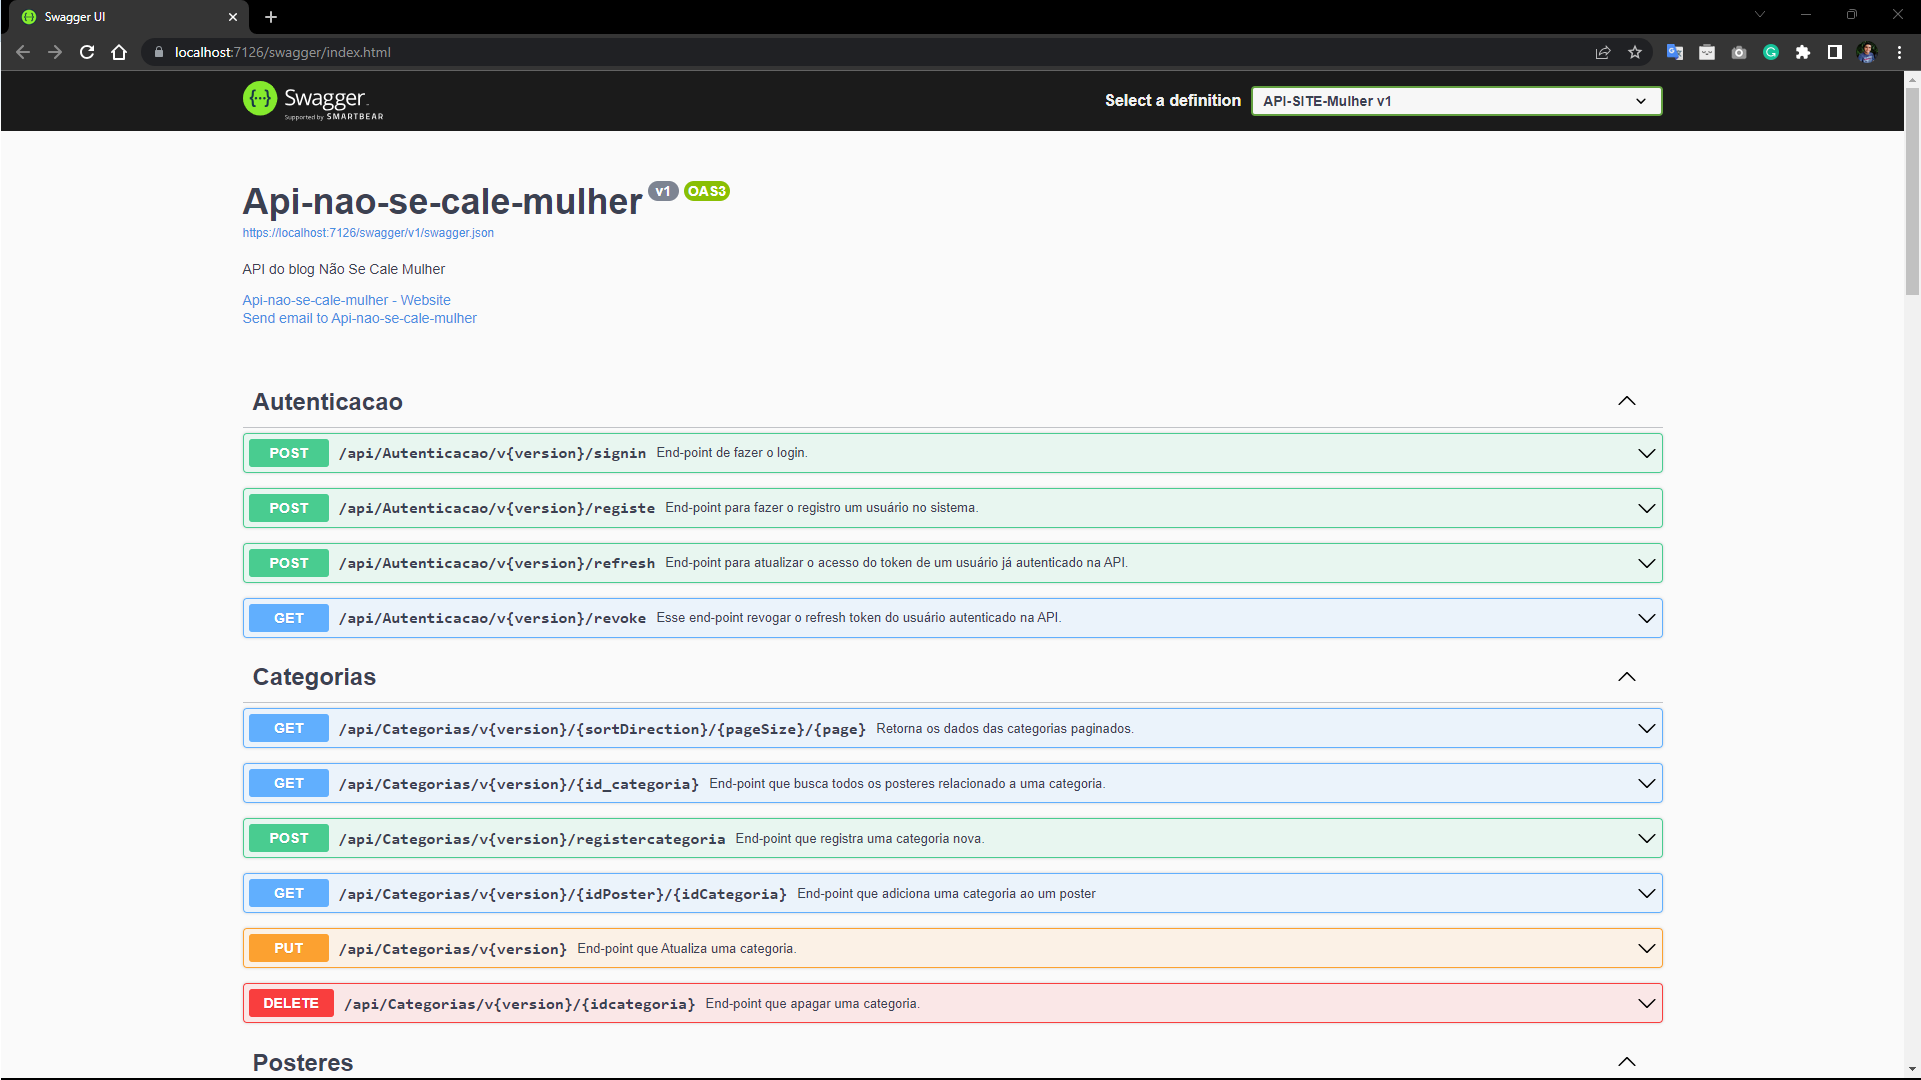 Swagger UI
localhost:7126/swagger/index.html
Swagger
Supported by SMARTBEAR
Select a definition
API-SITE-Mulher v1
Api-nao-se-cale-mulher v1 OAS3
https://localhost:7126/swagger/v1/swagger.json
API do blog Não Se Cale Mulher
Api-nao-se-cale-mulher - Website
Send email to Api-nao-se-cale-mulher
Autenticacao
POST /api/Autenticacao/v{version}/signin End-point de fazer o login.
POST /api/Autenticacao/v{version}/registe End-point para fazer o registro um usuário no sistema.
POST /api/Autenticacao/v{version}/refresh End-point para atualizar o acesso do token de um usuário já autenticado na API.
GET /api/Autenticacao/v{version}/revoke Esse end-point revogar o refresh token do usuário autenticado na API.
Categorias
GET /api/Categorias/v{version}/{sortDirection}/{pageSize}/{page} Retorna os dados das categorias paginados.
GET /api/Categorias/v{version}/{id_categoria} End-point que busca todos os posteres relacionado a uma categoria.
POST /api/Categorias/v{version}/registercategoria End-point que registra uma categoria nova.
GET /api/Categorias/v{version}/{idPoster}/{idCategoria} End-point que adiciona uma categoria ao um poster
PUT /api/Categorias/v{version} End-point que Atualiza uma categoria.
DELETE /api/Categorias/v{version}/{idcategoria} End-point que apagar uma categoria.
Posteres